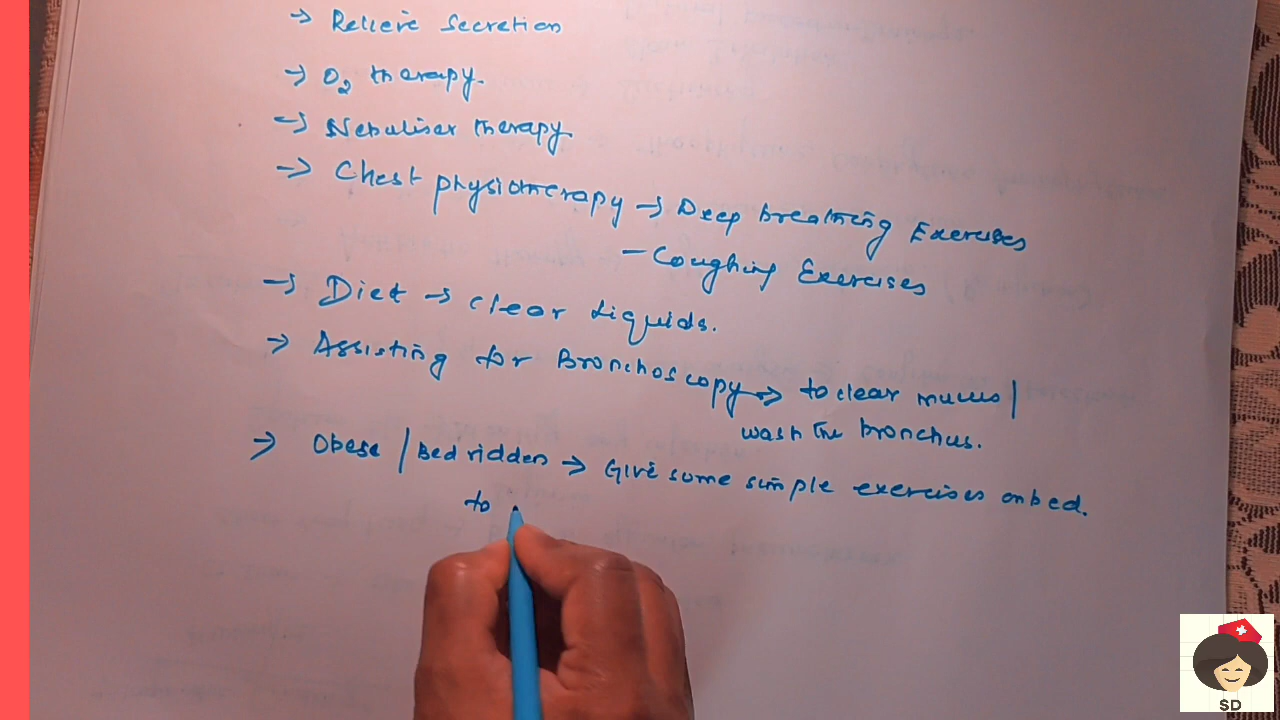 → Relieve Secretion
→ O2 therapy.
→ Nebuliser therapy.
→ Chest physiotherapy → Deep breathing Exercises
– Coughing Exercises
→ Diet → clear Liquids.
→ Assisting for Bronchoscopy → to clear mucus /
wash the bronchus.
→ Obese / Bed ridden → Give some simple exercises on bed.
to
SD